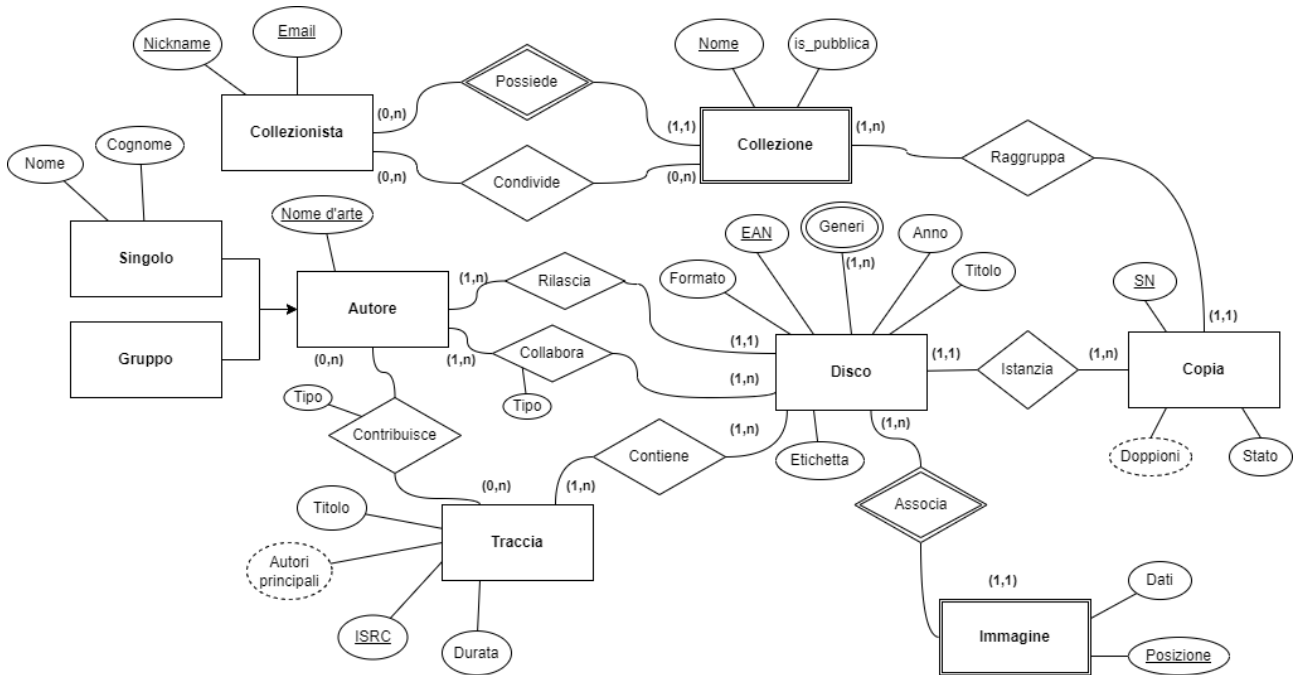 Nickname
Email
Collezionista
(0,n)
(0,n)
Possiede
Condivide
(1,1)
(0,n)
Nome
is_pubblica
Collezione
(1,n)
Raggruppa
(1,1)
Nome
Cognome
Singolo
Gruppo
Nome d'arte
Autore
(1,n)
(1,n)
(0,n)
Rilascia
(1,1)
Collabora
Tipo
(1,n)
Formato
EAN
Generi
(1,n)
Anno
Titolo
Disco
(1,1)
Istanzia
(1,n)
SN
Copia
Doppioni
Stato
Tipo
Contribuisce
(0,n)
Contiene
(1,n)
(1,n)
Etichetta
(1,n)
Associa
(1,1)
Titolo
Autori
principali
ISRC
Durata
Traccia
Immagine
Dati
Posizione